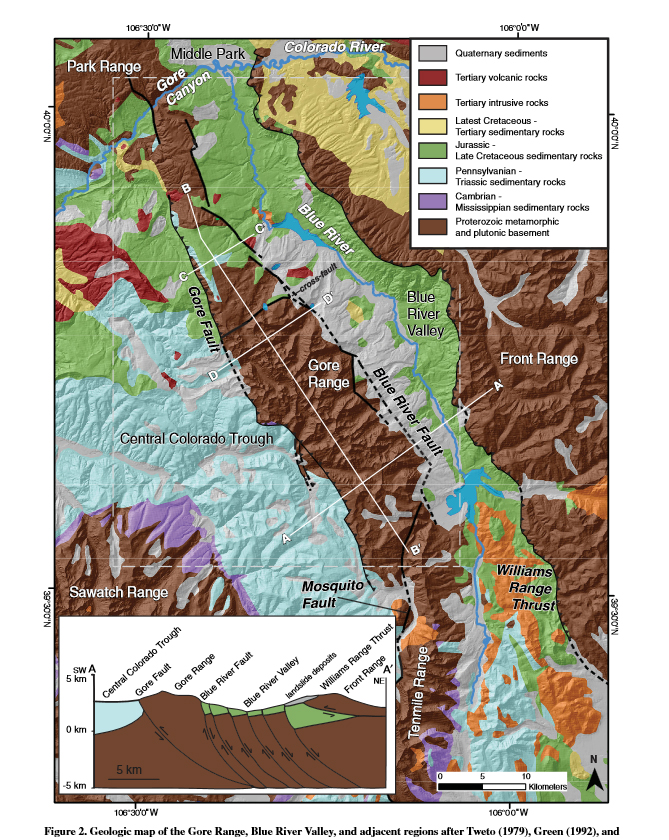 106°30'0"W
106°0'0"W
Middle Park
Colorado River
Park Range
Gore
Canyon
40°0'0"N
40°0'0"N
Quaternary sediments
Tertiary volcanic rocks
Tertiary intrusive rocks
Latest Cretaceous -
Tertiary sedimentary rocks
Jurassic -
Late Cretaceous sedimentary rocks
Pennsylvanian -
Triassic sedimentary rocks
Cambrian -
Mississippian sedimentary rocks
Proterozoic metamorphic
and plutonic basement
B
Blue River
C'
C
cross-fault
D'
Gore Fault
Blue
River
Valley
Front Range
Gore
Range
D
Blue River Fault
A'
Central Colorado Trough
A
B'
Williams
Range
Thrust
Mosquito
Fault
Sawatch Range
39°30'0"N
39°30'0"N
Tenmile Range
Central Colorado Trough
Gore Fault
Gore Range
Blue River Fault
Blue River Valley
landslide deposits
Williams Range Thrust
Front Range
SW A
A'
NE
5 km
0 km
-5 km
5 km
N
0 5 10
Kilometers
106°30'0"W
106°0'0"W
Figure 2. Geologic map of the Gore Range, Blue River Valley, and adjacent regions after Tweto (1979), Green (1992), and